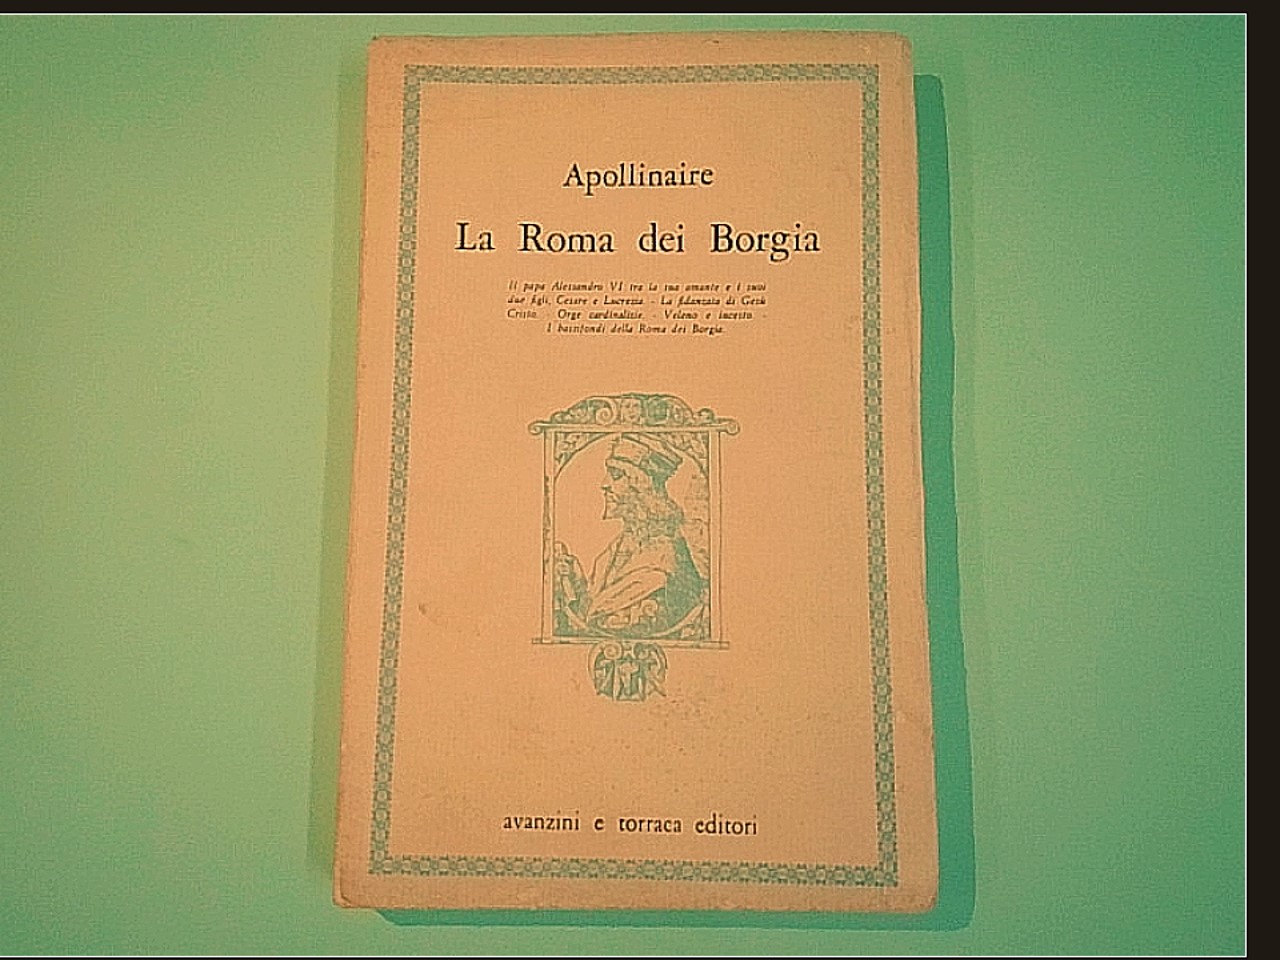 Apollinaire
La Roma dei Borgia
Il papa Alessandro VI tra la sua amante e i suoi
due figli, Cesare e Lucrezia. - La fidanzata di Gesù
Cristo. - Orge cardinalizie. - Veleno e incesto. -
I bassifondi della Roma dei Borgia.
avanzini e torraca editori